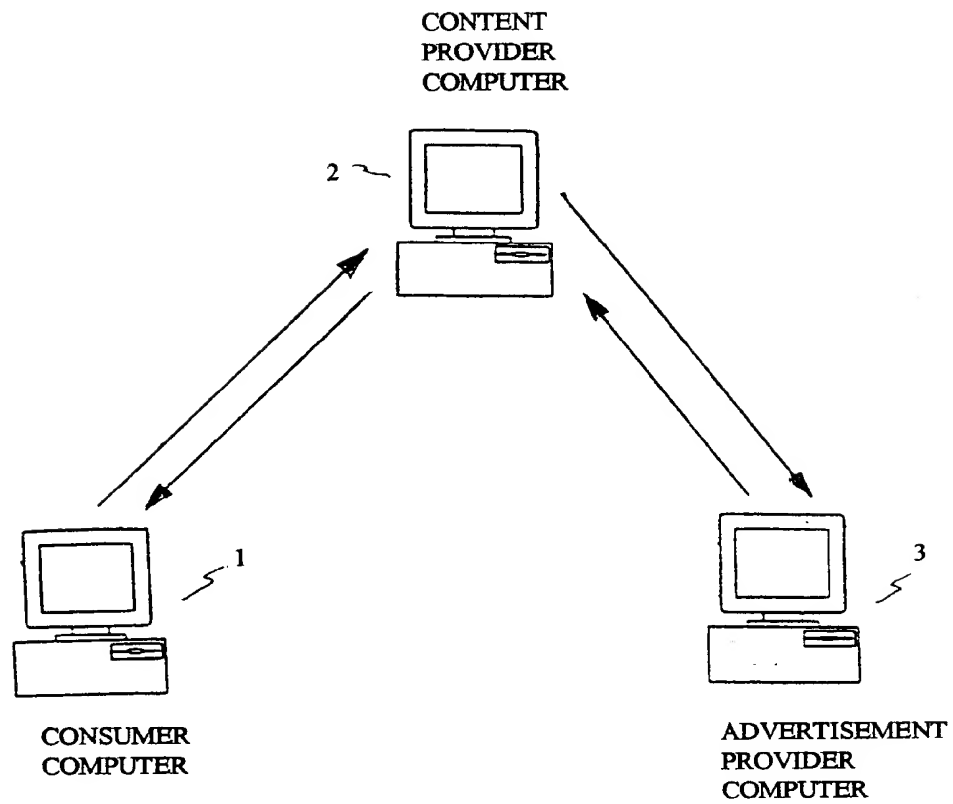 CONTENT
PROVIDER
COMPUTER
2
1
3
CONSUMER
COMPUTER
ADVERTISEMENT
PROVIDER
COMPUTER